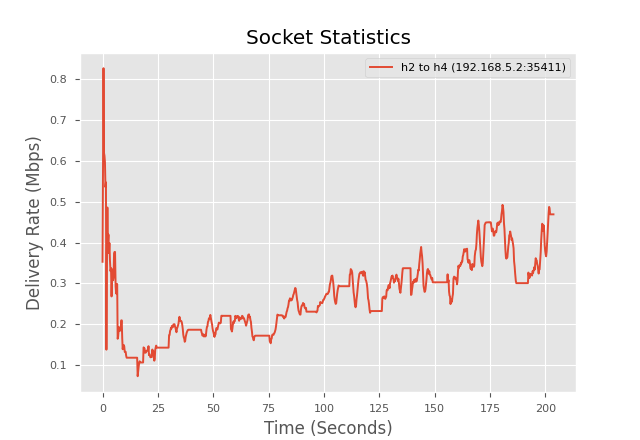 Socket Statistics
h2 to h4 (192.168.5.2:35411)
Delivery Rate (Mbps)
0.8
0.7
0.6
0.5
0.4
0.3
0.2
0.1
0 25 50 75 100 125 150 175 200
Time (Seconds)